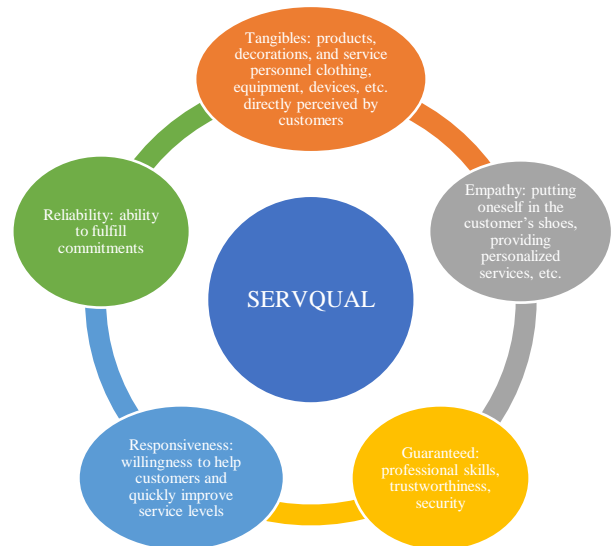 Tangibles: products,
decorations, and service
personnel clothing,
equipment, devices, etc.
directly perceived by
customers
Empathy: putting
oneself in the
customer's shoes,
providing
personalized
services, etc.
Reliability: ability
to fulfill
commitments
SERVQUAL
Responsiveness:
willingness to help
customers and
quickly improve
service levels
Guaranteed:
professional skills,
trustworthiness,
security